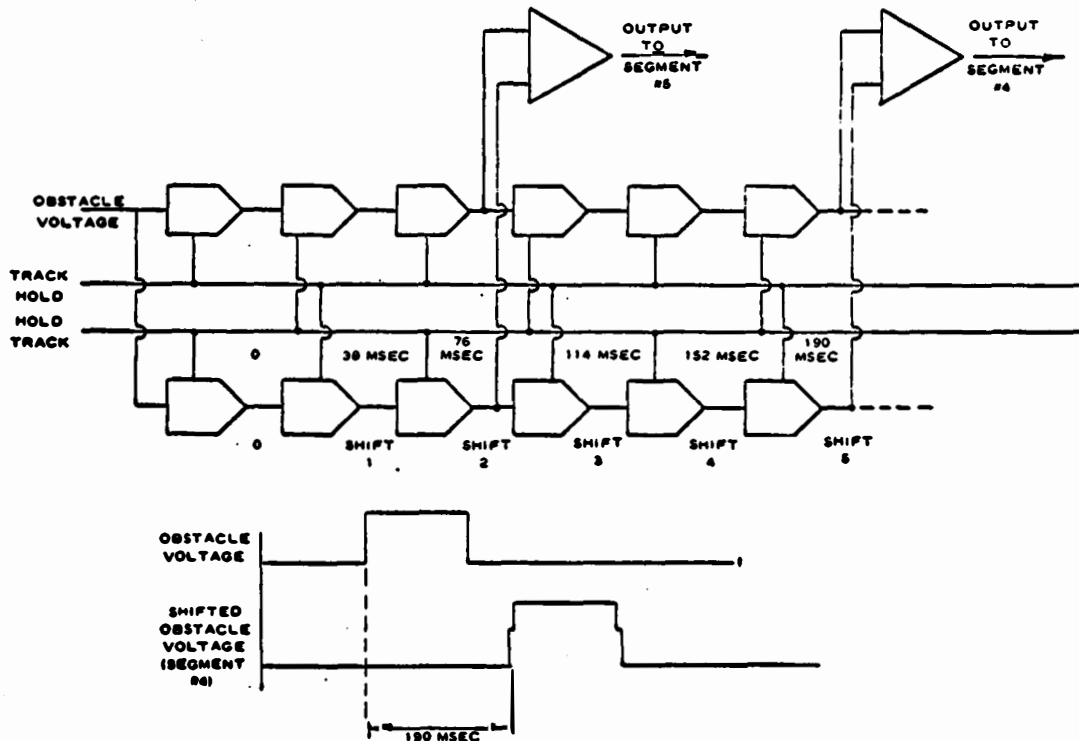 OUTPUT
TO
SEGMENT
#5
OUTPUT
TO
SEGMENT
#4
OBSTACLE
VOLTAGE
TRACK
HOLD
HOLD
TRACK
0
38 MSEC
76
MSEC
114 MSEC
152 MSEC
190
MSEC
0
SHIFT
1
SHIFT
2
SHIFT
3
SHIFT
4
SHIFT
5
OBSTACLE
VOLTAGE
t
SHIFTED
OBSTACLE
VOLTAGE
(SEGMENT
#4)
190 MSEC